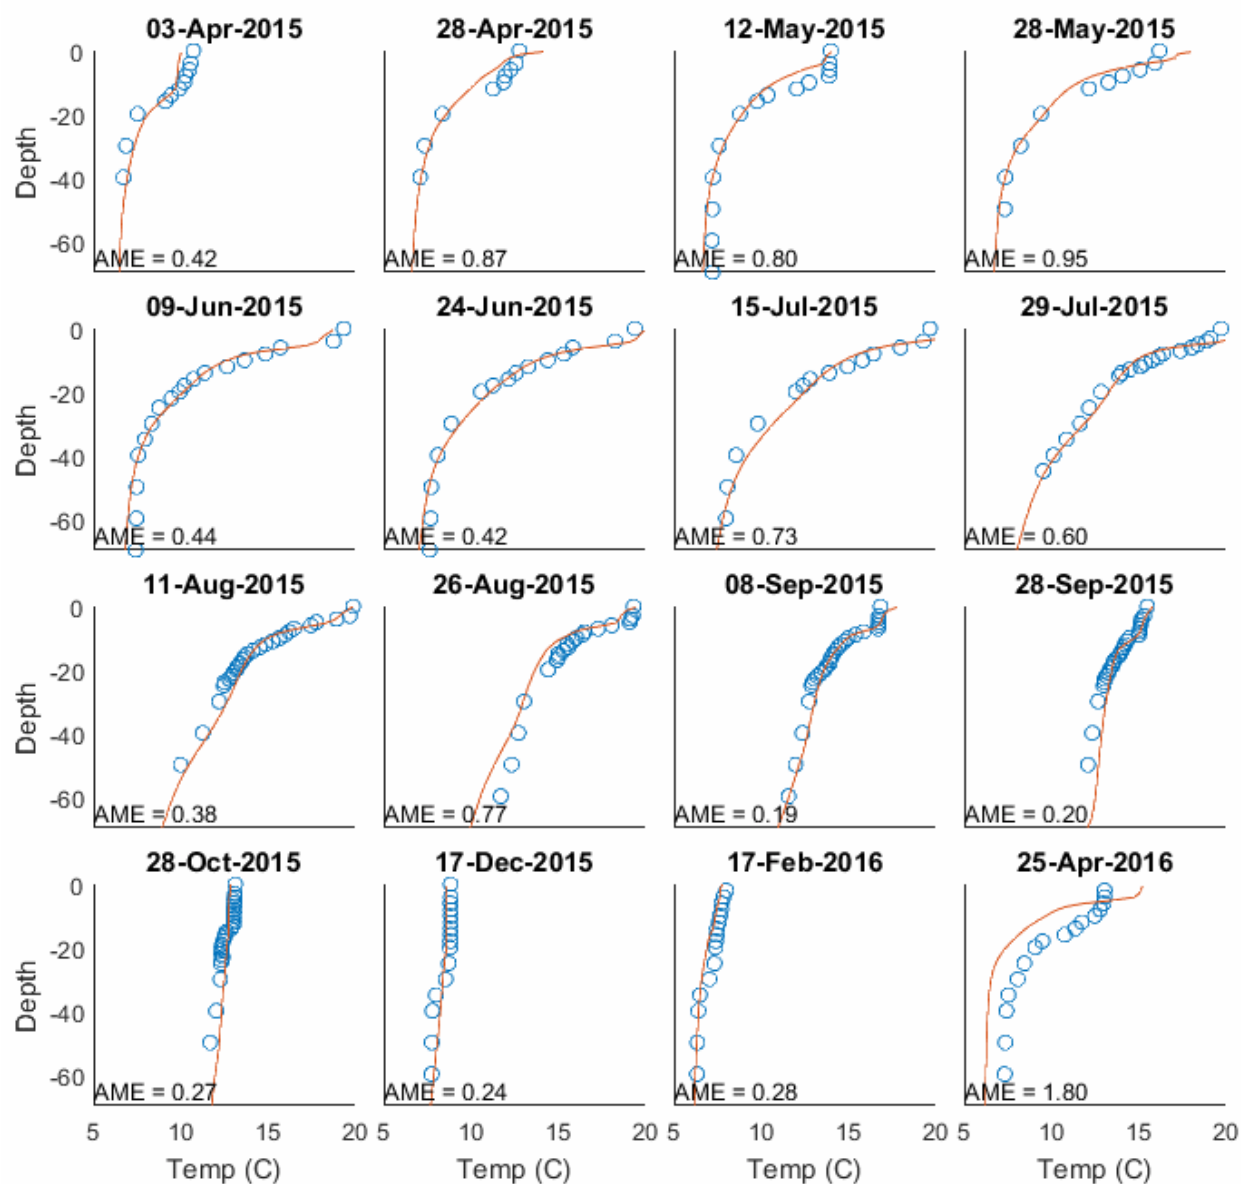 03-Apr-2015 28-Apr-2015 12-May-2015 28-May-2015
0
-20
-40
-60
Depth
AME = 0.42 AME = 0.87 AME = 0.80 AME = 0.95
09-Jun-2015 24-Jun-2015 15-Jul-2015 29-Jul-2015
0
-20
-40
-60
Depth
AME = 0.44 AME = 0.42 AME = 0.73 AME = 0.60
11-Aug-2015 26-Aug-2015 08-Sep-2015 28-Sep-2015
0
-20
-40
-60
Depth
AME = 0.38 AME = 0.77 AME = 0.19 AME = 0.20
28-Oct-2015 17-Dec-2015 17-Feb-2016 25-Apr-2016
0
-20
-40
-60
Depth
AME = 0.27 AME = 0.24 AME = 0.28 AME = 1.80
5 10 15 20 5 10 15 20 5 10 15 20 5 10 15 20
Temp (C) Temp (C) Temp (C) Temp (C)